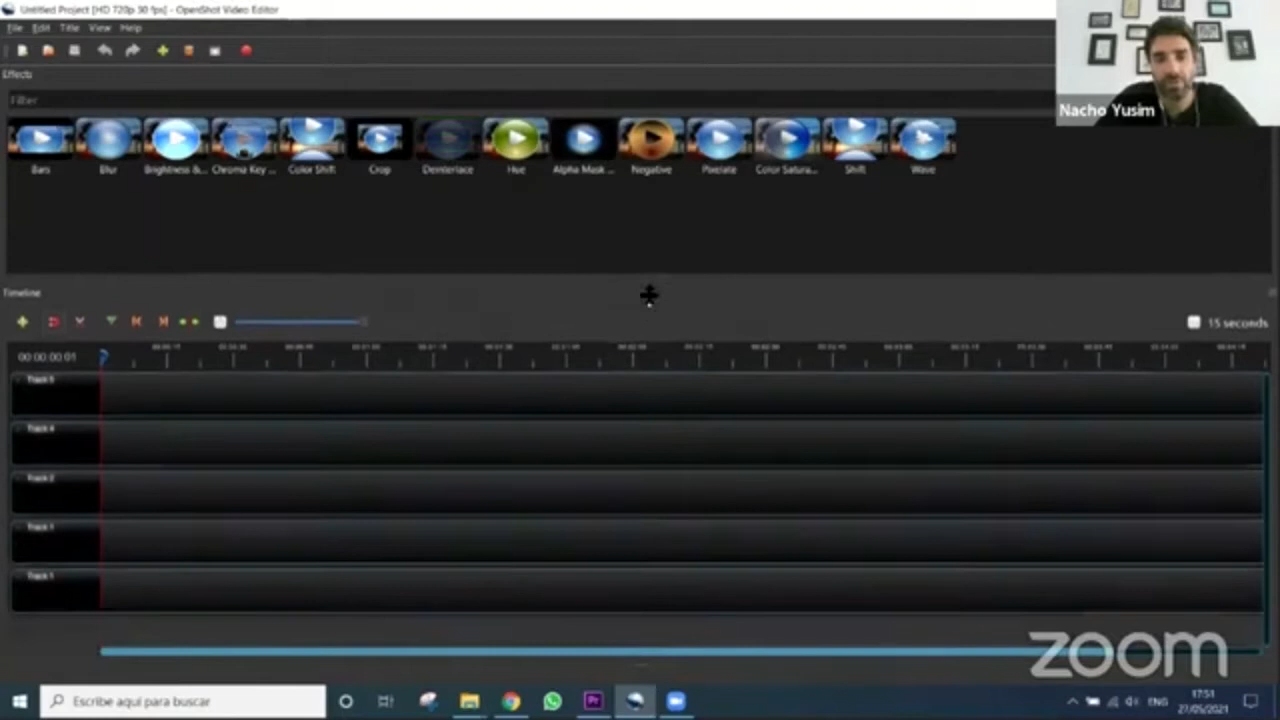 Untitled Project [HD 720p 30 fps] - OpenShot Video Editor
File Edit Title View Help
Effects
Filter
Nacho Yusim
Bars Blur Brightness &... Chroma Key ... Color Shift Crop Deinterlace Hue Alpha Mask ... Negative Pixelate Color Satura... Shift Wave
Timeline
15 seconds
00:00:00:01
Track 5
Track 4
Track 2
Track 1
Track 1
zoom
Escribe aquí para buscar
Pr
ENG
17:51
27/05/2021